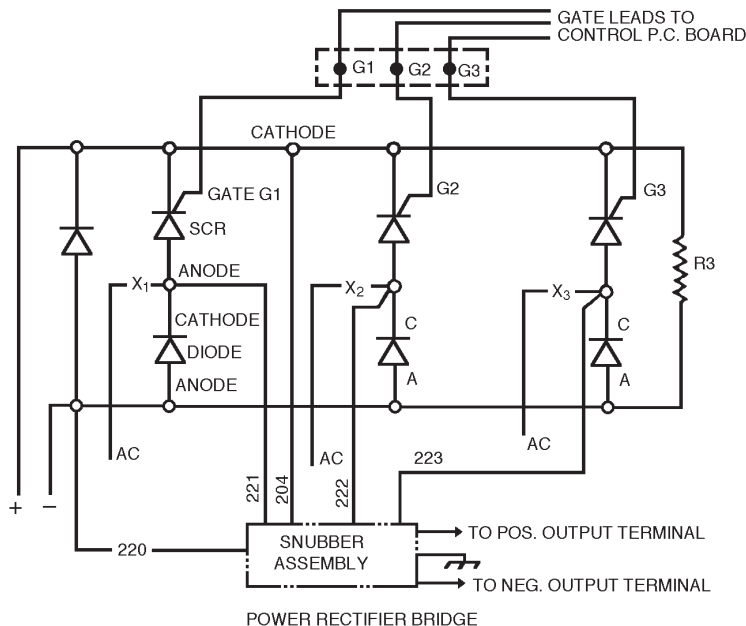 GATE LEADS TO
CONTROL P.C. BOARD
G1
G2
G3
CATHODE
GATE G1
G2
G3
SCR
R3
ANODE
X1
X2
X3
CATHODE
C
C
DIODE
ANODE
A
A
AC
AC
AC
223
221
204
222
+
−
220
SNUBBER
ASSEMBLY
TO POS. OUTPUT TERMINAL
TO NEG. OUTPUT TERMINAL
POWER RECTIFIER BRIDGE